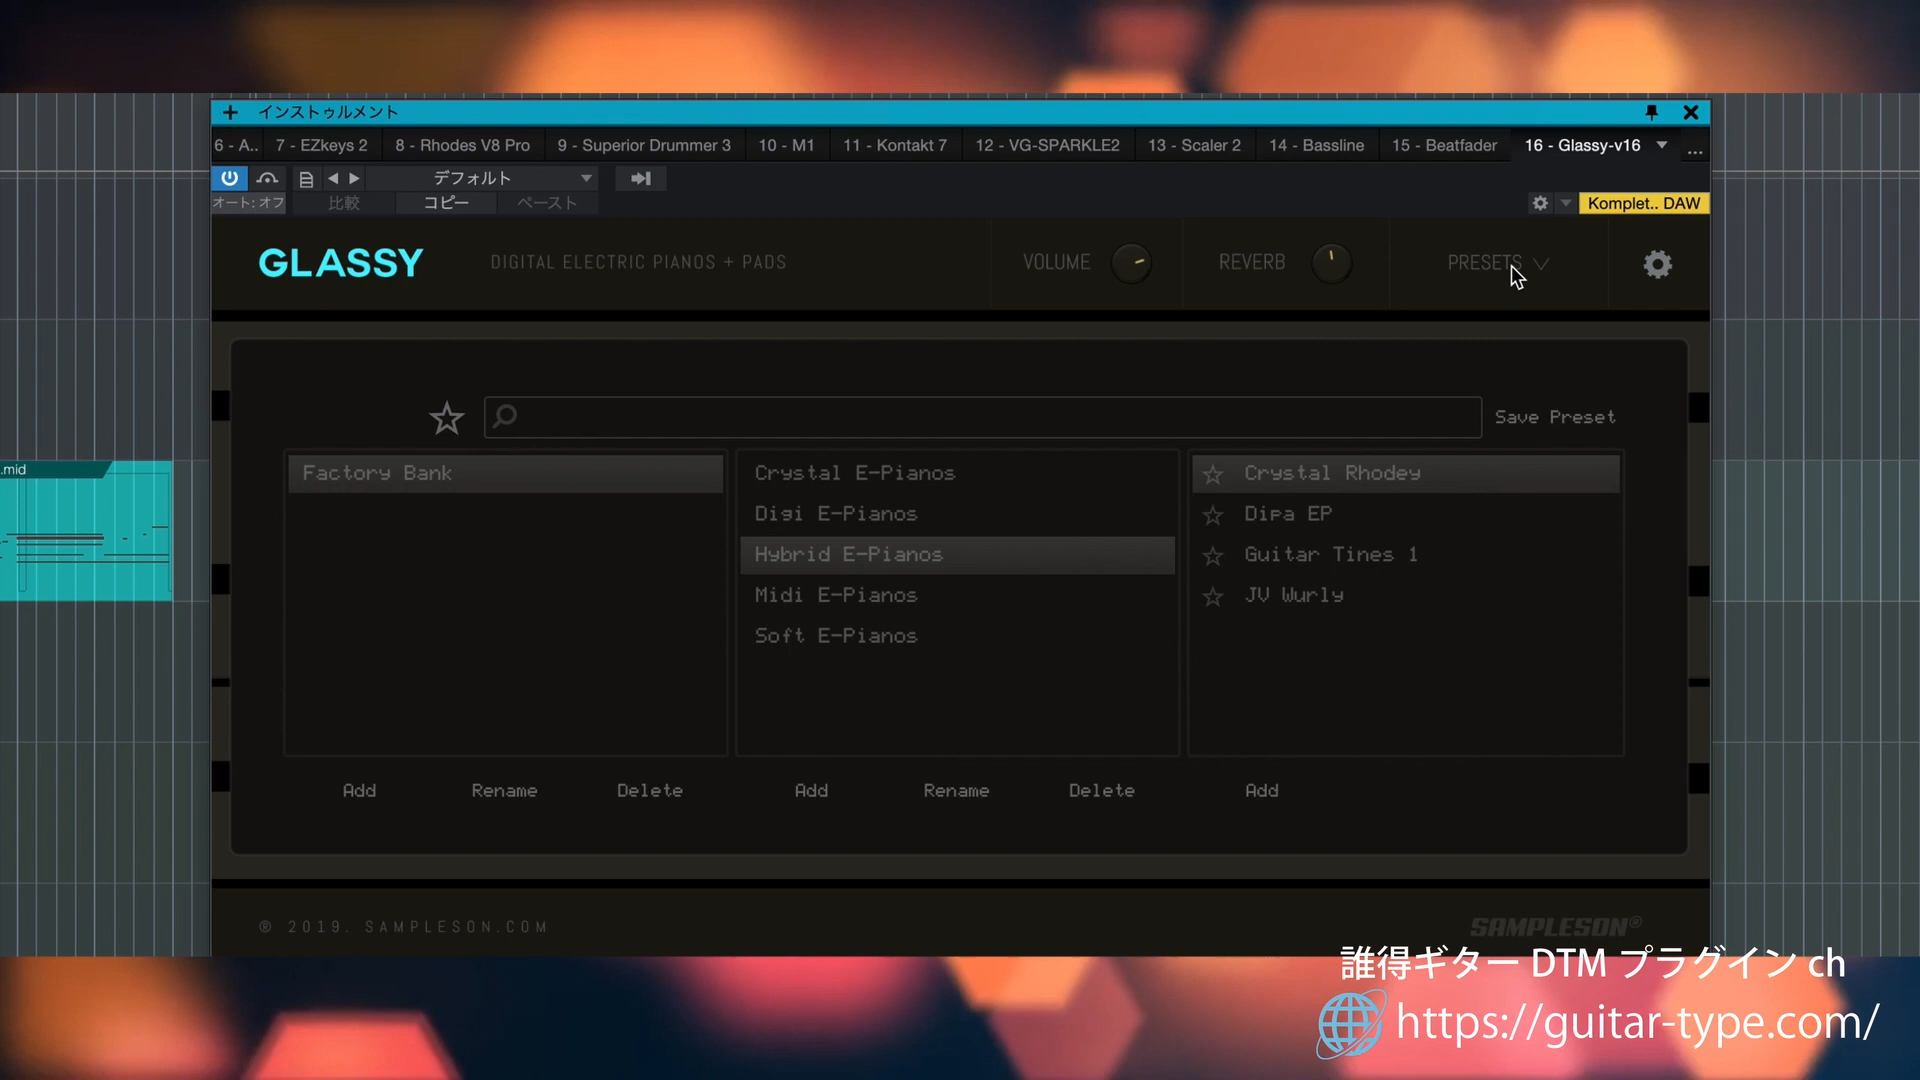 インストゥルメント
6 - A.. 7 - EZkeys 2 8 - Rhodes V8 Pro 9 - Superior Drummer 3 10 - M1 11 - Kontakt 7 12 - VG-SPARKLE2 13 - Scaler 2 14 - Bassline 15 - Beatfader 16 - Glassy-v16 ...
デフォルト
オート: オフ 比較 コピー ペースト Komplet.. DAW
GLASSY DIGITAL ELECTRIC PIANOS + PADS VOLUME REVERB PRESETS
Save Preset
.mid
Factory Bank
Crystal E-Pianos
Digi E-Pianos
Hybrid E-Pianos
Midi E-Pianos
Soft E-Pianos
Crystal Rhodey
Dipa EP
Guitar Tines 1
JV Wurly
Add Rename Delete Add Rename Delete Add
® 2019. SAMPLESON.COM
SAMPLESON®
誰得ギター DTM プラグイン ch
https://guitar-type.com/